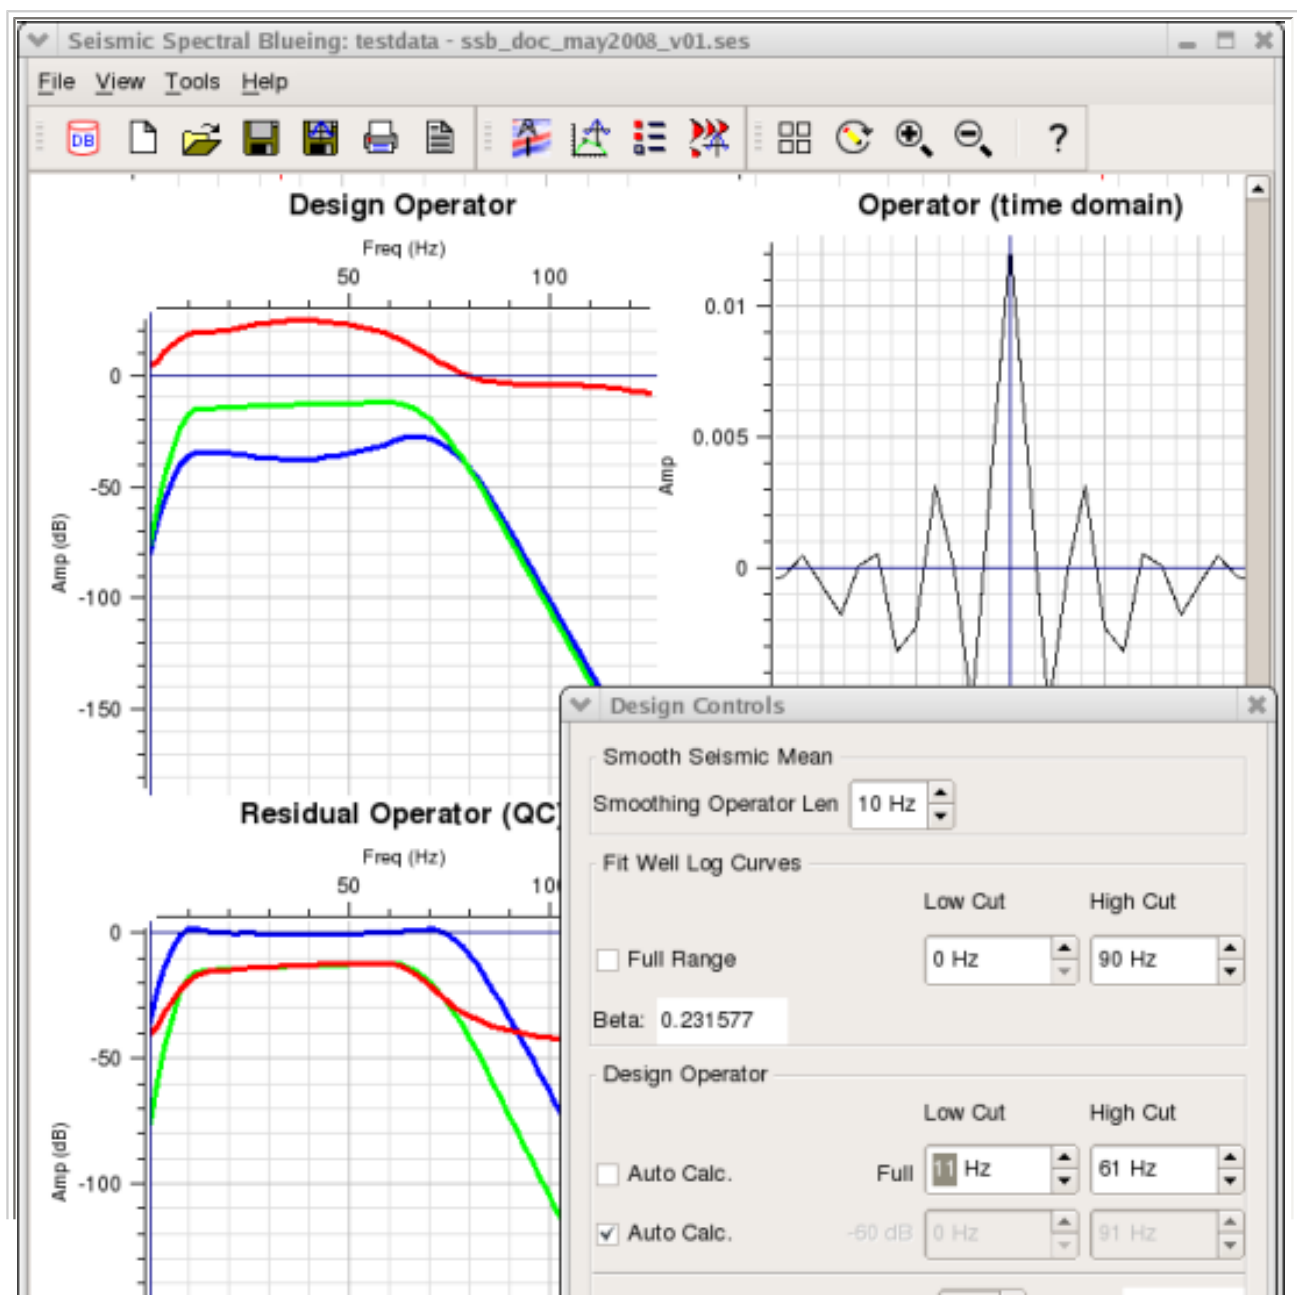 Seismic Spectral Blueing: testdata - ssb_doc_may2008_v01.ses
File View Tools Help
DB ?
Design Operator
Freq (Hz)
50 100
0
-50
-100
-150
Amp (dB)
Operator (time domain)
0.01
0.005
0
Amp
Residual Operator (QC)
Freq (Hz)
50 100
0
-50
-100
Amp (dB)
Design Controls
Smooth Seismic Mean
Smoothing Operator Len 10 Hz
Fit Well Log Curves
Low Cut High Cut
Full Range 0 Hz 90 Hz
Beta: 0.231577
Design Operator
Low Cut High Cut
Auto Calc. Full 11 Hz 61 Hz
Auto Calc. -60 dB 0 Hz 91 Hz